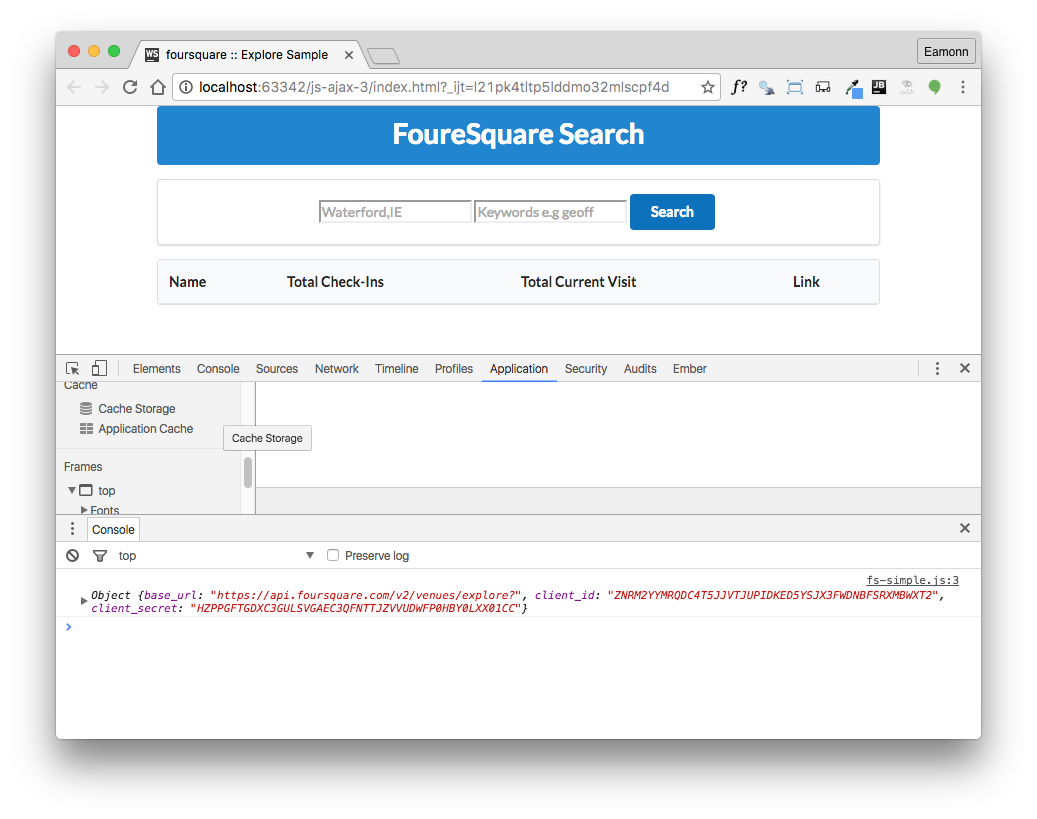 WS foursquare :: Explore Sample
Eamonn
localhost:63342/js-ajax-3/index.html?_ijt=l21pk4tltp5lddmo32mlscpf4d
f?
JB
FoureSquare Search
Waterford,IE Keywords e.g geoff Search
Name Total Check-Ins Total Current Visit Link
Elements Console Sources Network Timeline Profiles Application Security Audits Ember
Cache
Cache Storage
Application Cache
Cache Storage
Frames
top
Fonts
Console
top Preserve log
fs-simple.js:3
Object {base_url: "https://api.foursquare.com/v2/venues/explore?", client_id: "ZNRM2YYMRQDC4T5JJVTJUPIDKED5YSJX3FWDNBFSRXMBWXT2",
client_secret: "HZPPGFTGDXC3GULSVGAEC3QFNTTJZVVUDWFP0HBY0LXX01CC"}